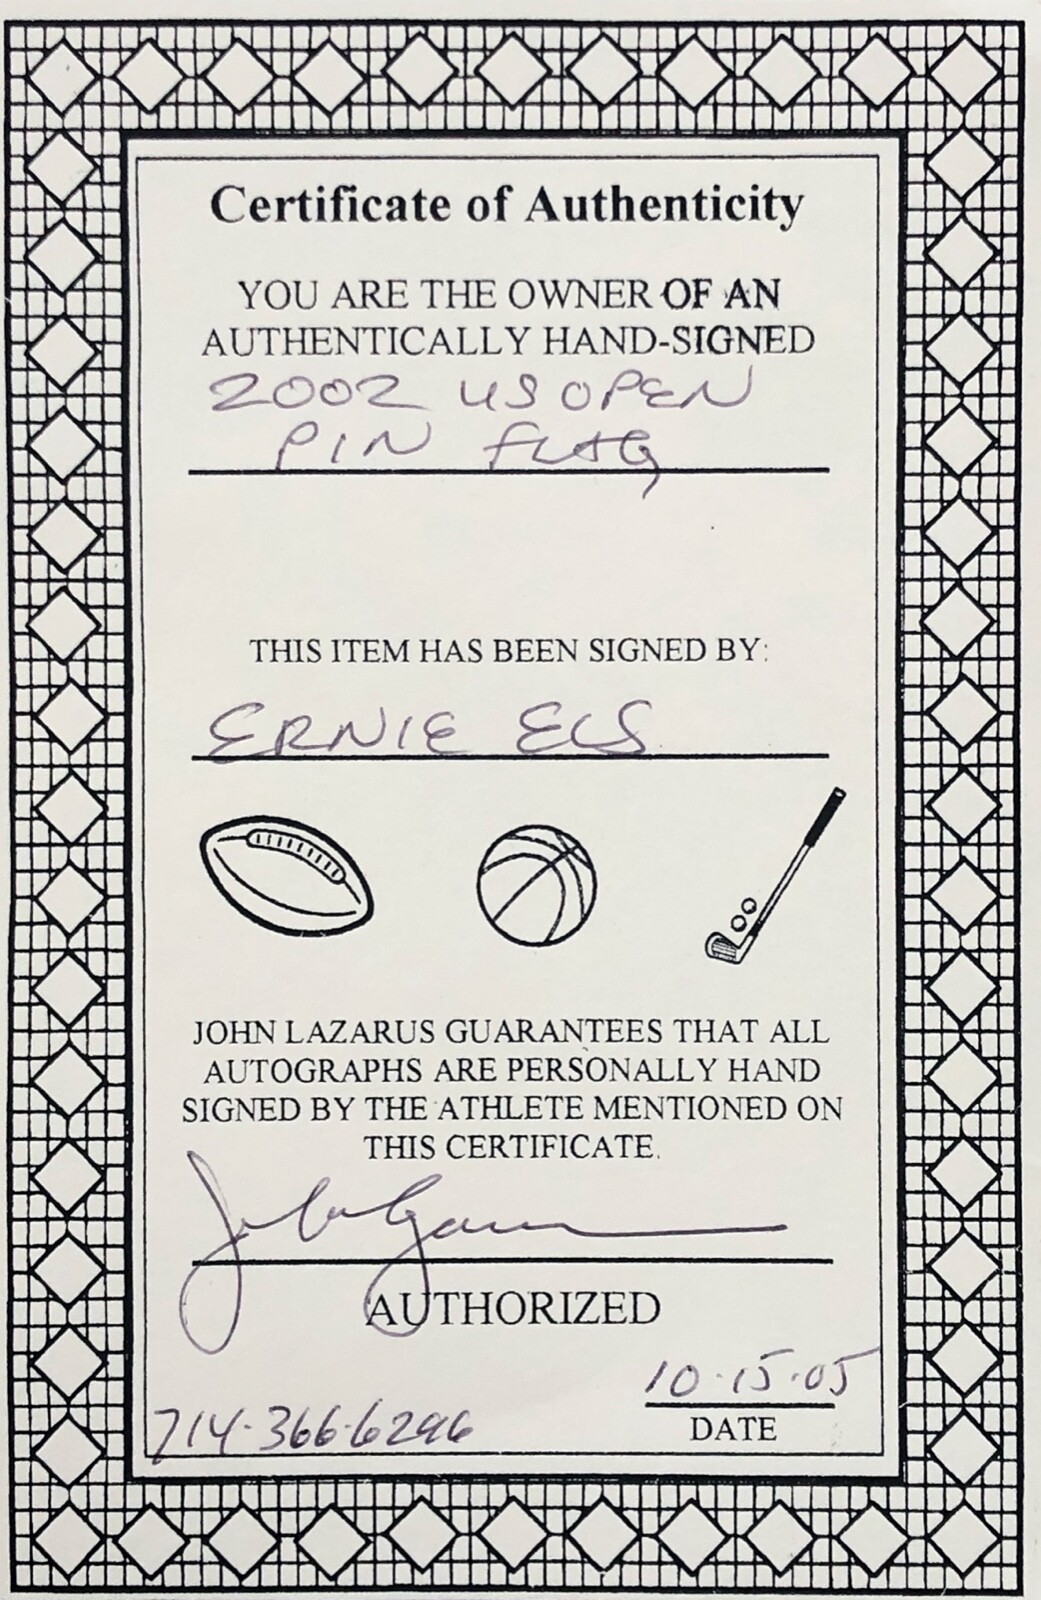 Certificate of Authenticity
YOU ARE THE OWNER OF AN
AUTHENTICALLY HAND-SIGNED
2002 US OPEN
PIN FLAG
THIS ITEM HAS BEEN SIGNED BY:
ERNIE ELS
JOHN LAZARUS GUARANTEES THAT ALL
AUTOGRAPHS ARE PERSONALLY HAND
SIGNED BY THE ATHLETE MENTIONED ON
THIS CERTIFICATE.
AUTHORIZED
10.15.05
714-366-6296
DATE